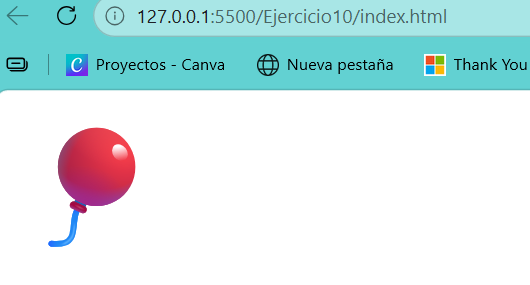 127.0.0.1:5500/Ejercicio10/index.html
Proyectos - Canva Nueva pestaña Thank You